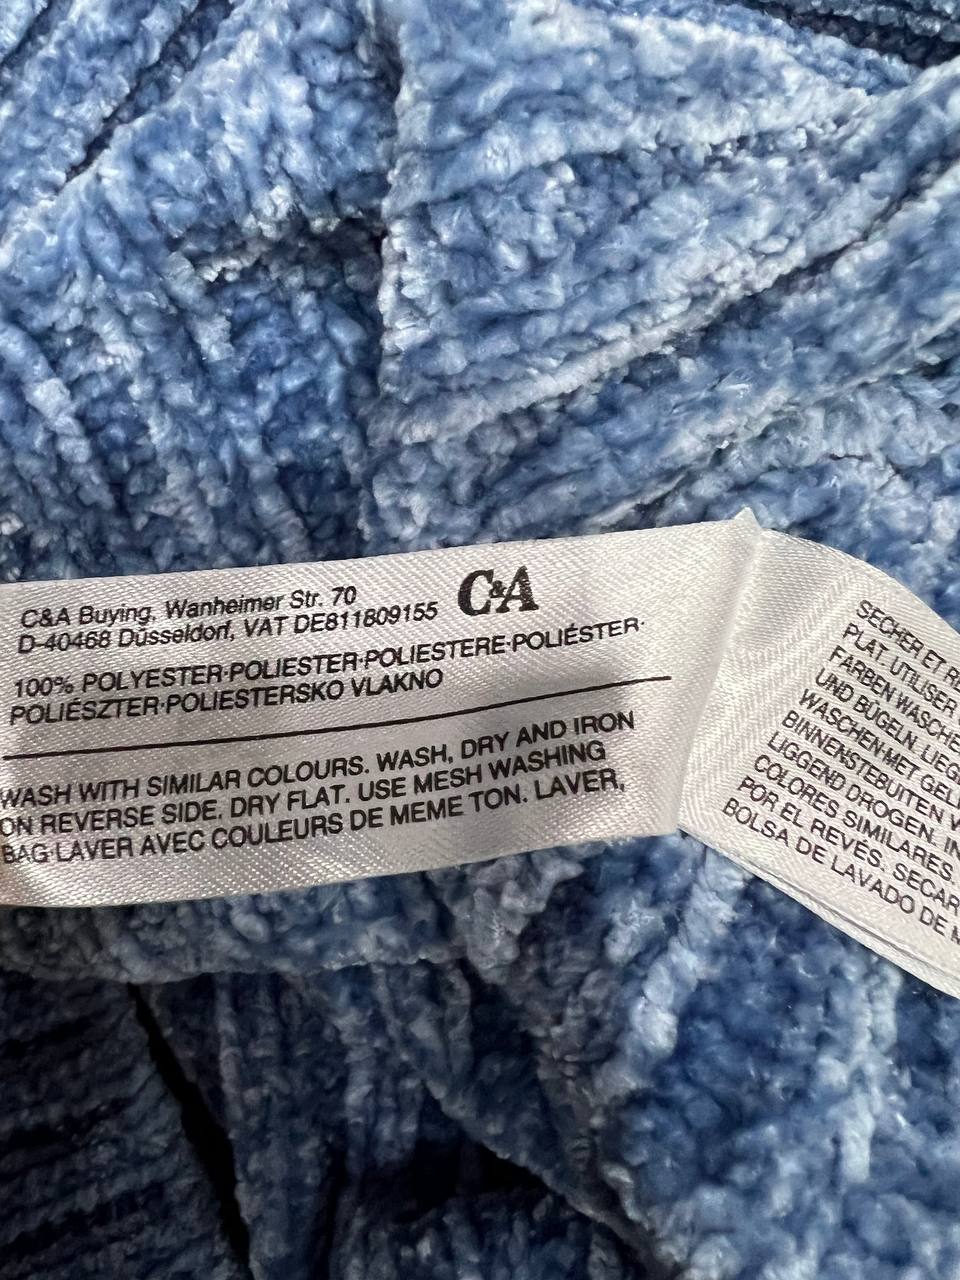 C&A Buying, Wanheimer Str. 70
D-40468 Düsseldorf, VAT DE811809155
C&A
100% POLYESTER·POLIESTER·POLIESTERE·POLIÉSTER·
POLIÉSZTER·POLIESTERSKO VLAKNO
WASH WITH SIMILAR COLOURS. WASH, DRY AND IRON
ON REVERSE SIDE. DRY FLAT. USE MESH WASHING
BAG·LAVER AVEC COULEURS DE MEME TON. LAVER,
SECHER ET
PLAT. UTILISER
FARBEN WASCHE
UND BÜGELN. LIEG
WASCHEN·MET GEL
BINNENSTEBUITEN
LIGGEND DROGEN.
COLORES SIMILARES.
POR EL REVÉS. SECAR
BOLSA DE LAVADO DE